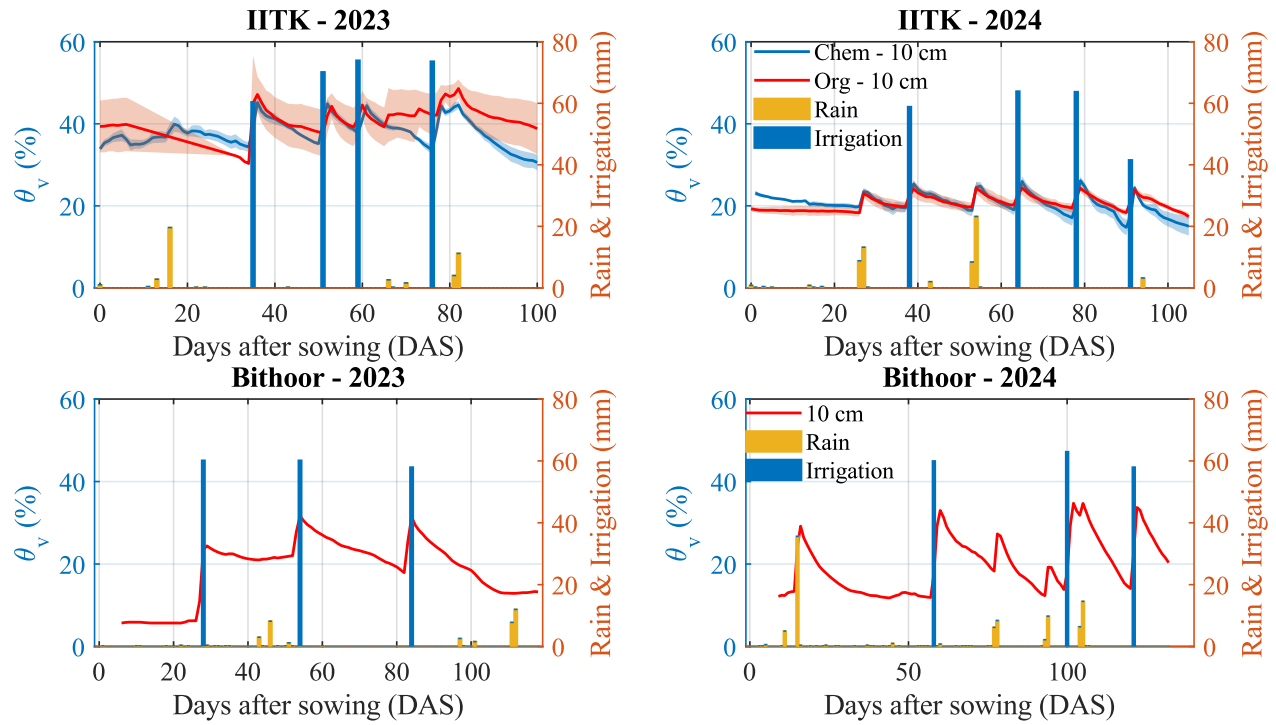 IITK - 2023
60
40
20
0
θv (%)
80
60
40
20
0
Rain & Irrigation (mm)
0 20 40 60 80 100
Days after sowing (DAS)
IITK - 2024
60
40
20
0
θv (%)
Chem - 10 cm
Org - 10 cm
Rain
Irrigation
80
60
40
20
0
Rain & Irrigation (mm)
0 20 40 60 80 100
Days after sowing (DAS)
Bithoor - 2023
60
40
20
0
θv (%)
80
60
40
20
0
Rain & Irrigation (mm)
0 20 40 60 80 100
Days after sowing (DAS)
Bithoor - 2024
60
40
20
0
θv (%)
10 cm
Rain
Irrigation
80
60
40
20
0
Rain & Irrigation (mm)
0 50 100
Days after sowing (DAS)